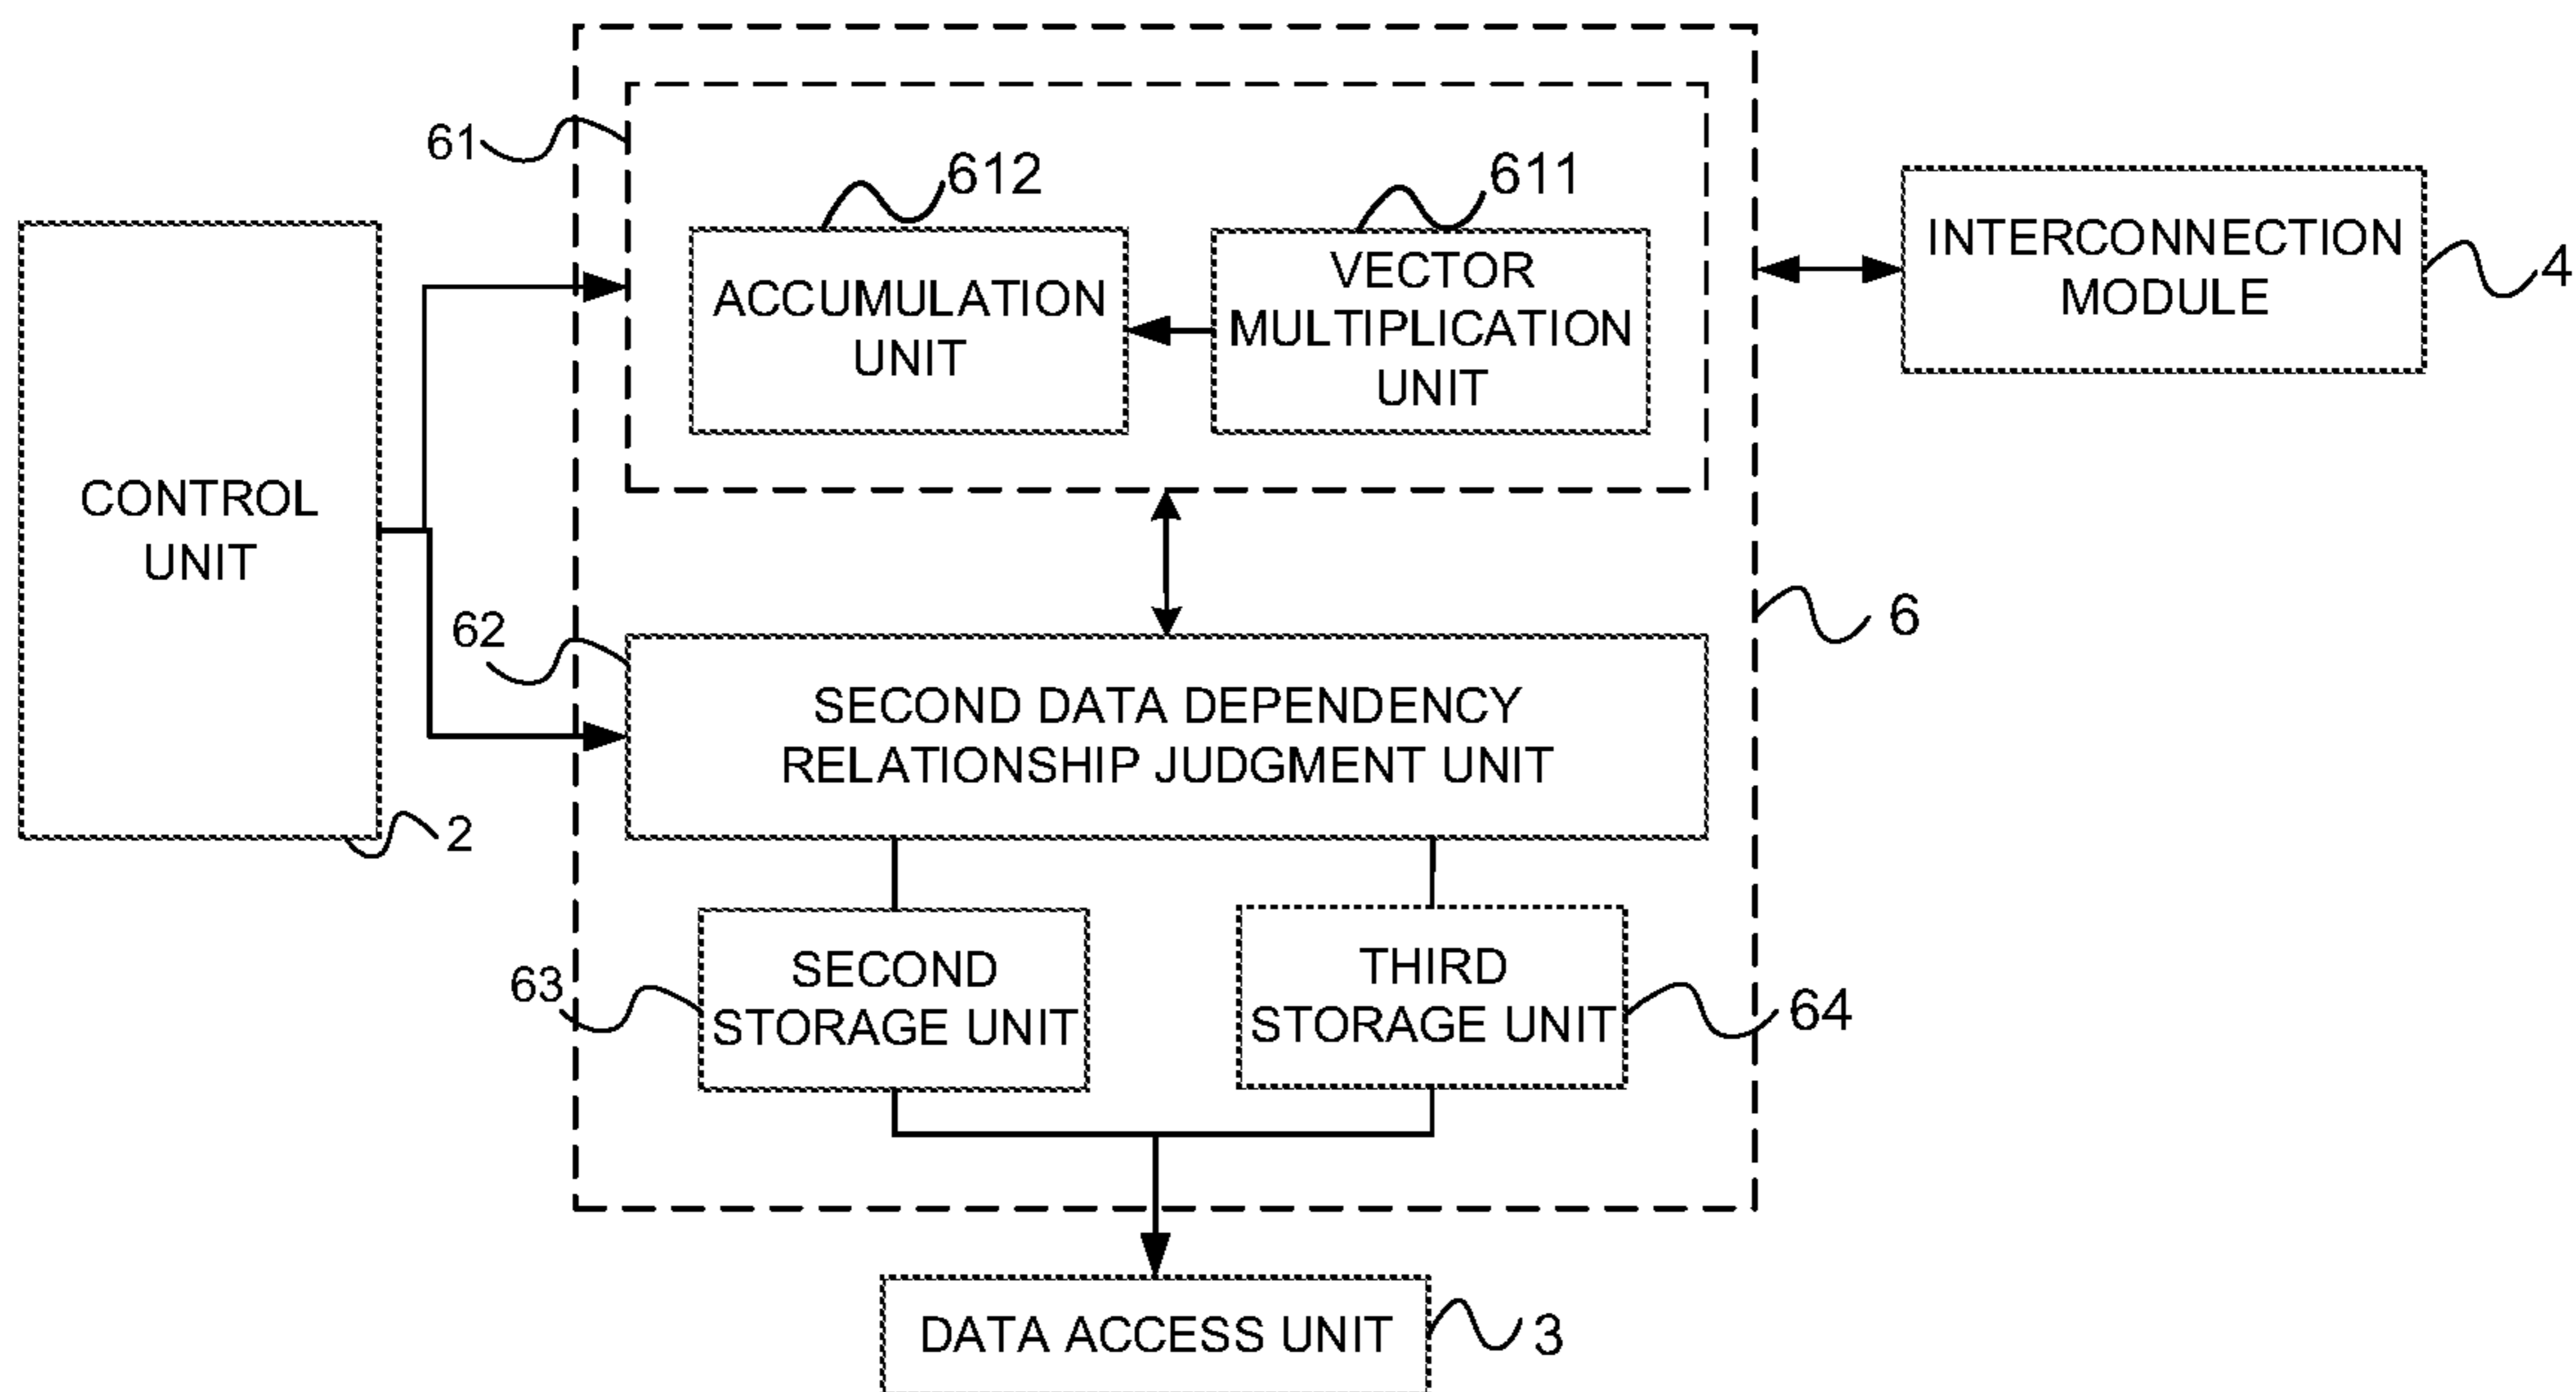 61
612
611
ACCUMULATION
UNIT
VECTOR
MULTIPLICATION
UNIT
INTERCONNECTION
MODULE
4
CONTROL
UNIT
2
62
6
SECOND DATA DEPENDENCY
RELATIONSHIP JUDGMENT UNIT
63
SECOND
STORAGE UNIT
THIRD
STORAGE UNIT
64
DATA ACCESS UNIT
3